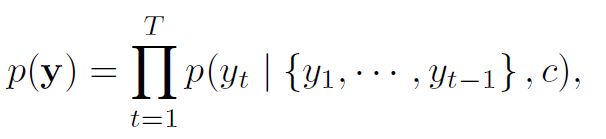 p(y) = ∏_{t=1}^{T} p(y_t | {y_1, ⋯ , y_{t−1}} , c),